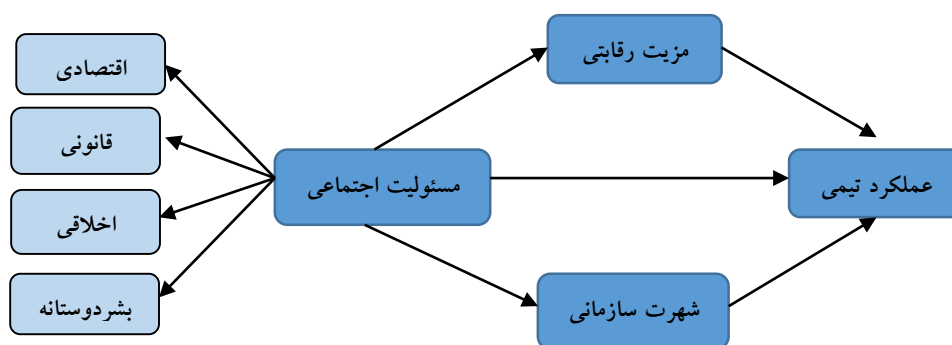 مزیت رقابتی
اقتصادی
قانونی
مسئولیت اجتماعی
عملکرد تیمی
اخلاقی
شهرت سازمانی
بشردوستانه